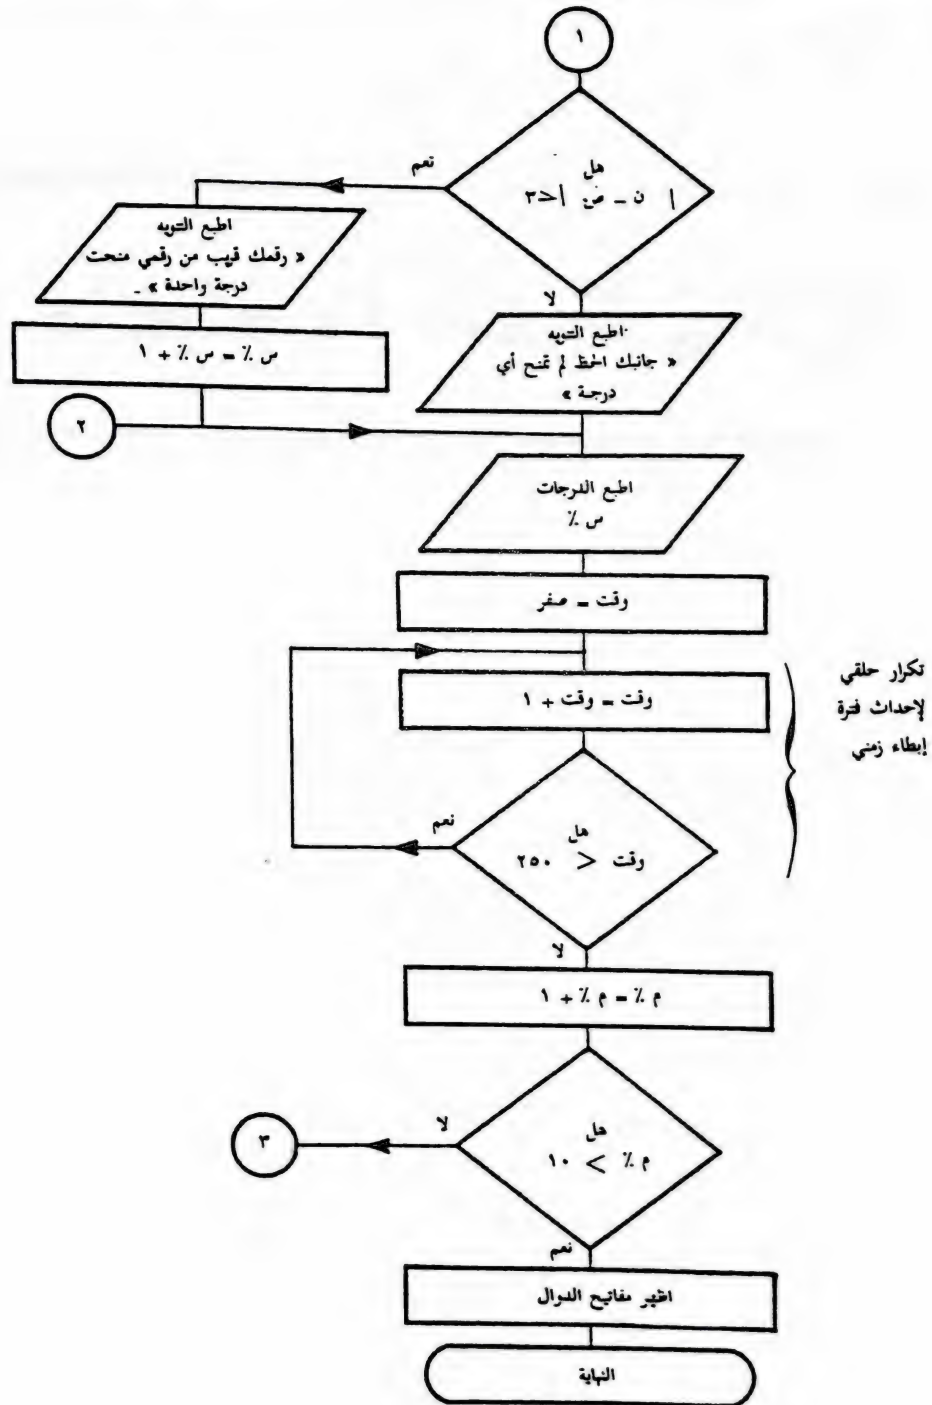 ١
هل
| ن - ض | < ٣
نعم
لا
اطبع التنويه
« رقمك قريب من رقمي منحت
درجة واحدة » .
س ٪ = س ٪ + ١
٢
اطبع التنويه
« جانبك الحظ لم تمنح أي
درجة »
اطبع الدرجات
س ٪
وقت = صفر
وقت = وقت + ١
تكرار حلقي
لإحداث فترة
إبطاء زمني
هل
وقت > ٢٥٠
نعم
لا
م ٪ = م ٪ + ١
هل
م ٪ < ١٠
لا
٣
نعم
اظهر مفاتيح الدوال
النهاية